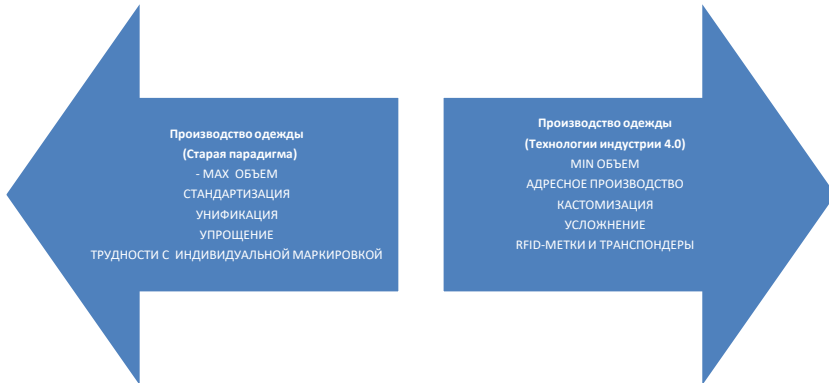 Производство одежды
(Старая парадигма)
- MAX ОБЪЕМ
СТАНДАРТИЗАЦИЯ
УНИФИКАЦИЯ
УПРОЩЕНИЕ
ТРУДНОСТИ С ИНДИВИДУАЛЬНОЙ МАРКИРОВКОЙ
Производство одежды
(Технологии индустрии 4.0)
MIN ОБЪЕМ
АДРЕСНОЕ ПРОИЗВОДСТВО
КАСТОМИЗАЦИЯ
УСЛОЖНЕНИЕ
RFID-МЕТКИ И ТРАНСПОНДЕРЫ